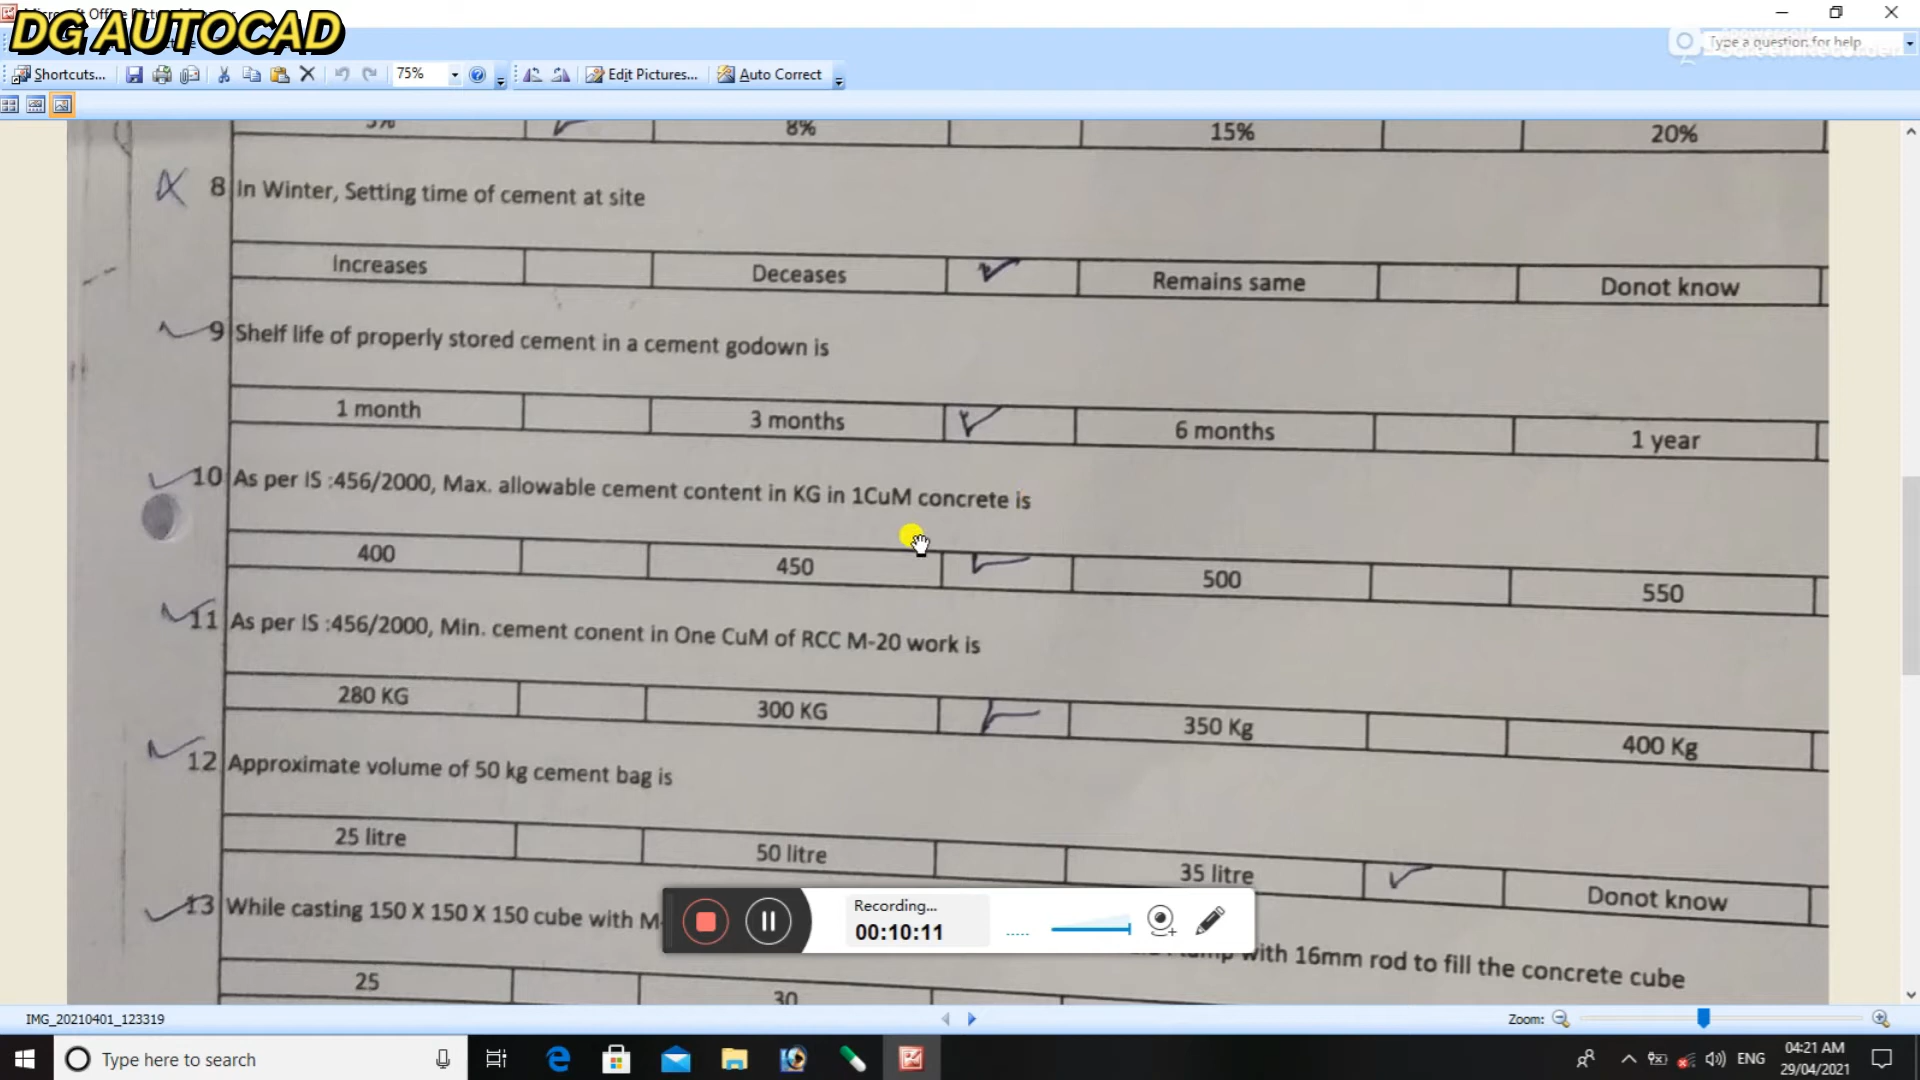 DG AUTOCAD
Type a question for help
Shortcuts... 75% Edit Pictures... Auto Correct
8% 15% 20%
8 In Winter, Setting time of cement at site
Increases Deceases Remains same Donot know
9 Shelf life of properly stored cement in a cement godown is
1 month 3 months 6 months 1 year
10 As per IS :456/2000, Max. allowable cement content in KG in 1CuM concrete is
400 450 500 550
11 As per IS :456/2000, Min. cement conent in One CuM of RCC M-20 work is
280 KG 300 KG 350 Kg 400 Kg
12 Approximate volume of 50 kg cement bag is
25 litre 50 litre 35 litre Donot know
13 While casting 150 X 150 X 150 cube with M- with 16mm rod to fill the concrete cube
25 30
Recording...
00:10:11
IMG_20210401_123319 Zoom:
Type here to search ENG 04:21 AM
29/04/2021